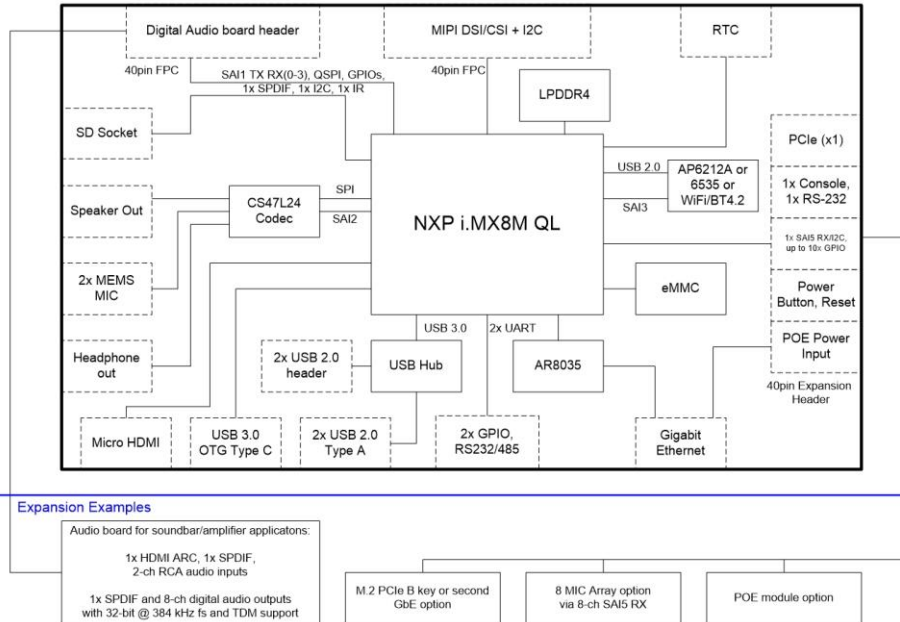 Digital Audio board header
MIPI DSI/CSI + I2C
RTC
40pin FPC
SAI1 TX RX(0-3), QSPI, GPIOs,
1x SPDIF, 1x I2C, 1x IR
40pin FPC
LPDDR4
SD Socket
PCIe (x1)
USB 2.0
AP6212A or
6535 or
WiFi/BT4.2
SAI3
1x Console,
1x RS-232
Speaker Out
CS47L24
Codec
SPI
SAI2
NXP i.MX8M QL
1x SAI5 RX/I2C,
up to 10x GPIO
2x MEMS
MIC
eMMC
Power
Button, Reset
USB 3.0
2x UART
Headphone
out
2x USB 2.0
header
USB Hub
AR8035
POE Power
Input
40pin Expansion
Header
Micro HDMI
USB 3.0
OTG Type C
2x USB 2.0
Type A
2x GPIO,
RS232/485
Gigabit
Ethernet
Expansion Examples
Audio board for soundbar/amplifier applicatons:
1x HDMI ARC, 1x SPDIF,
2-ch RCA audio inputs
1x SPDIF and 8-ch digital audio outputs
with 32-bit @ 384 kHz fs and TDM support
M.2 PCIe B key or second
GbE option
8 MIC Array option
via 8-ch SAI5 RX
POE module option